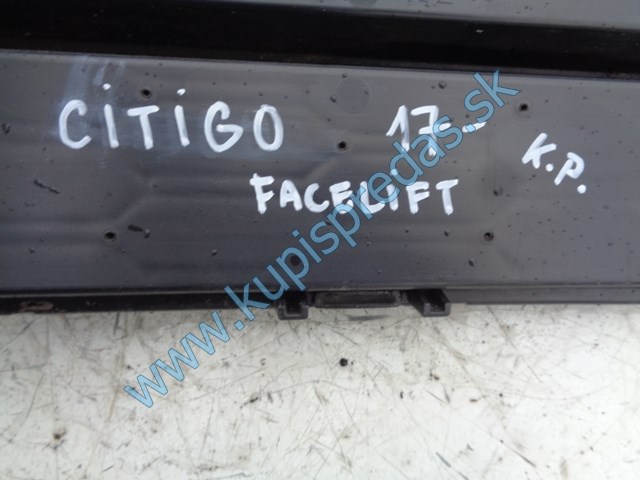 CITIGO 17-
FACELIFT K.P.
www.kupispredas.sk